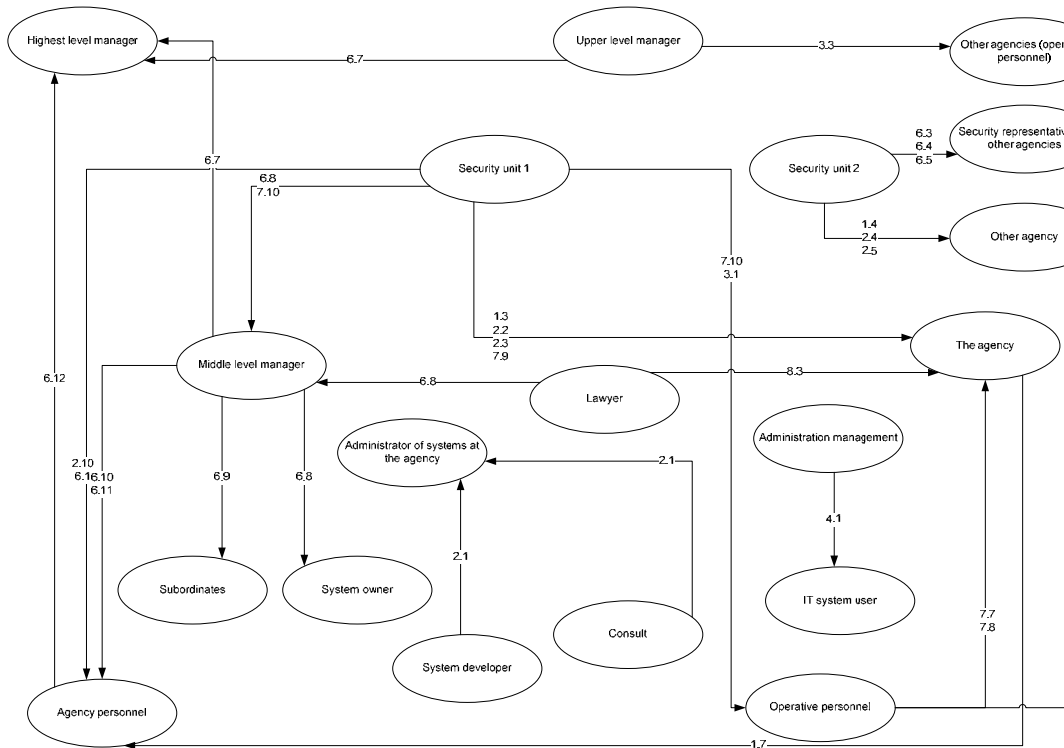 Highest level manager
Upper level manager
3.3
Other agencies (oper
personnel)
6.7
6.3
6.4
6.5
Security representativ
other agencies
6.7
Security unit 1
Security unit 2
6.8
7.10
1.4
2.4
2.5
Other agency
7.10
3.1
1.3
2.2
2.3
7.9
The agency
Middle level manager
6.12
6.8
8.3
Lawyer
Administrator of systems at
the agency
Administration management
2.10
6.1
6.10
6.11
6.9
6.8
2.1
4.1
2.1
Subordinates
System owner
IT system user
7.7
7.8
Consult
System developer
Agency personnel
Operative personnel
1.7